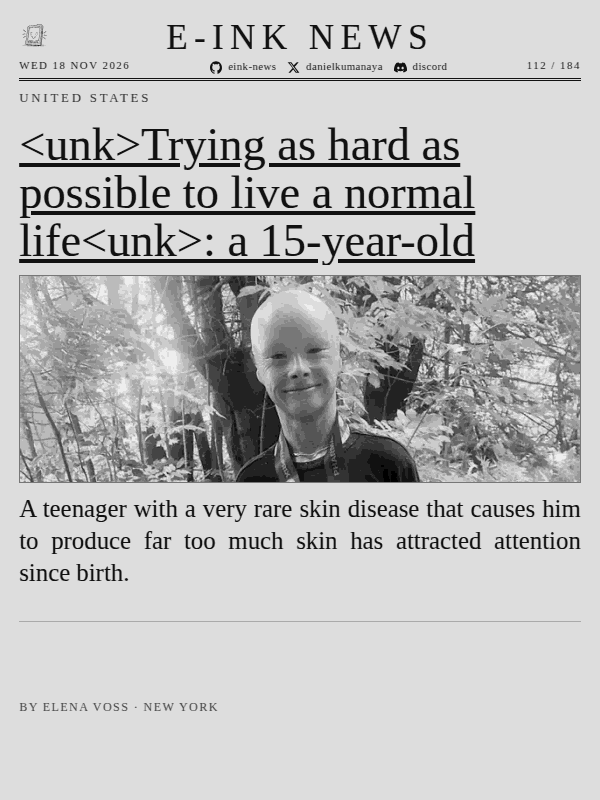 E-INK NEWS
WED 18 NOV 2026
eink-news danielkumanaya discord
112 / 184
UNITED STATES
<unk>Trying as hard as
possible to live a normal
life<unk>: a 15-year-old
A teenager with a very rare skin disease that causes him
to produce far too much skin has attracted attention
since birth.
BY ELENA VOSS · NEW YORK